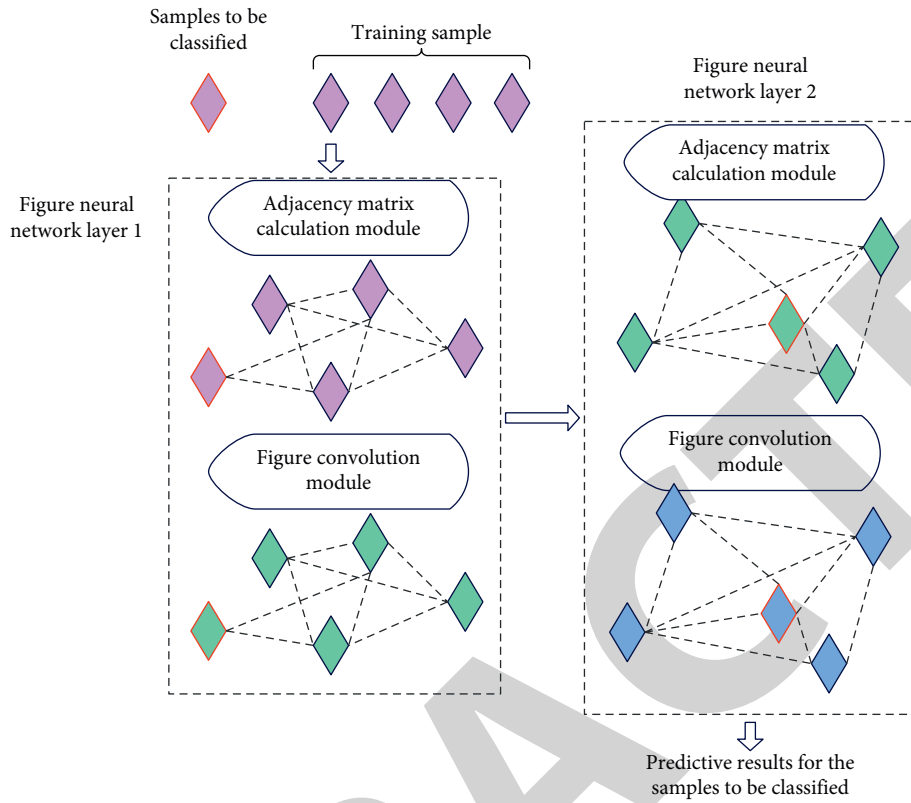 Samples to be
classified
Training sample
Figure neural
network layer 1
Adjacency matrix
calculation module
Figure convolution
module
Figure neural
network layer 2
Adjacency matrix
calculation module
Figure convolution
module
Predictive results for the
samples to be classified